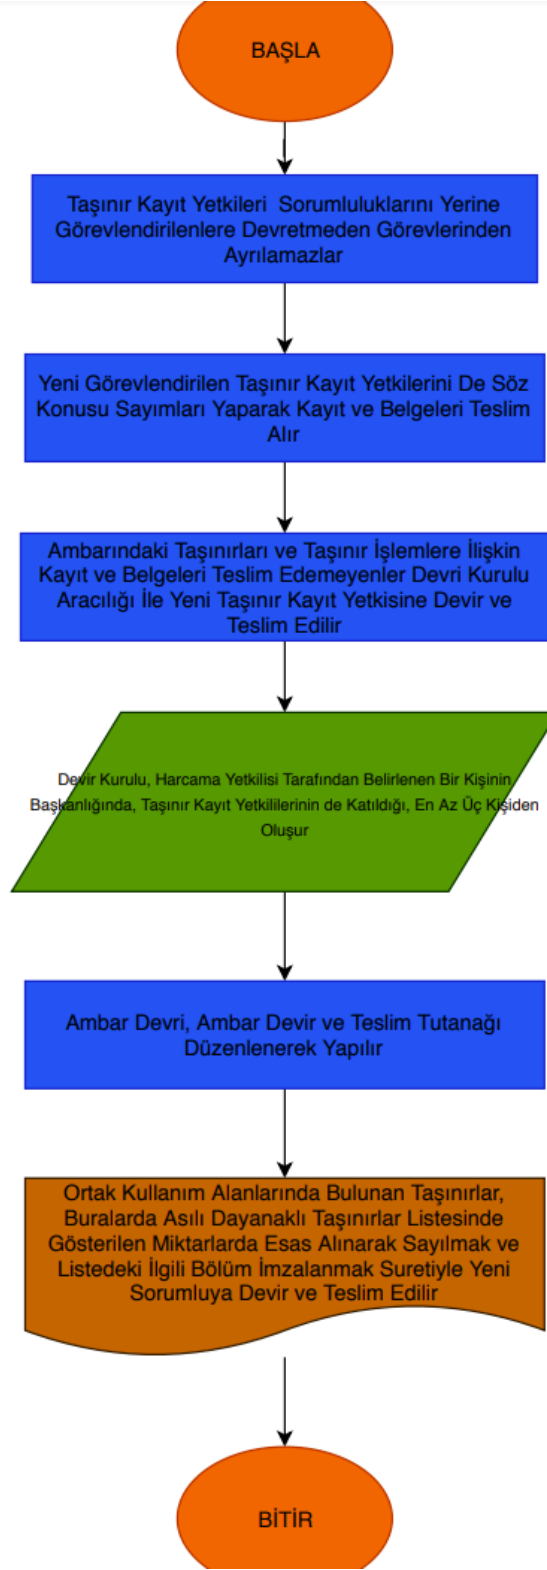 BAŞLA
Taşınır Kayıt Yetkileri Sorumluluklarını Yerine
Görevlendirilenlere Devretmeden Görevlerinden
Ayrılamazlar
Yeni Görevlendirilen Taşınır Kayıt Yetkilerini De Söz
Konusu Sayımları Yaparak Kayıt ve Belgeleri Teslim
Alır
Ambarındaki Taşınırları ve Taşınır İşlemlere İlişkin
Kayıt ve Belgeleri Teslim Edemeyenler Devri Kurulu
Aracılığı İle Yeni Taşınır Kayıt Yetkisine Devir ve
Teslim Edilir
Devir Kurulu, Harcama Yetkilisi Tarafından Belirlenen Bir Kişinin
Başkanlığında, Taşınır Kayıt Yetkililerinin de Katıldığı, En Az Üç Kişiden
Oluşur
Ambar Devri, Ambar Devir ve Teslim Tutanağı
Düzenlenerek Yapılır
Ortak Kullanım Alanlarında Bulunan Taşınırlar,
Buralarda Asılı Dayanaklı Taşınırlar Listesinde
Gösterilen Miktarlarda Esas Alınarak Sayılmak ve
Listedeki İlgili Bölüm İmzalanmak Suretiyle Yeni
Sorumluya Devir ve Teslim Edilir
BİTİR